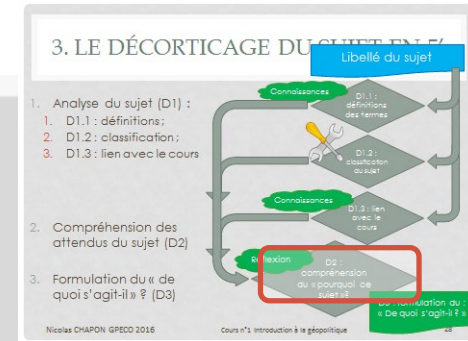 3. LE DÉCORTICAGE DU SUJET EN 5'
Libellé du sujet
1. Analyse du sujet (D1) :
1. D1.1 : définitions ;
2. D1.2 : classification ;
3. D1.3 : lien avec le cours
2. Compréhension des
attendus du sujet (D2)
3. Formulation du « de
quoi s'agit-il » ? (D3)
Connaissances
D1.1 :
définitions
des termes
D1.2 :
classification
du sujet
Connaissances
D1.3 : lien
avec le
cours
Réflexion
D2 :
compréhension
du « pourquoi ce
sujet »?
formulation du :
« De quoi s'agit-il ? »
Nicolas CHAPON GPECO 2016
Cours n°1 Introduction à la géopolitique
28